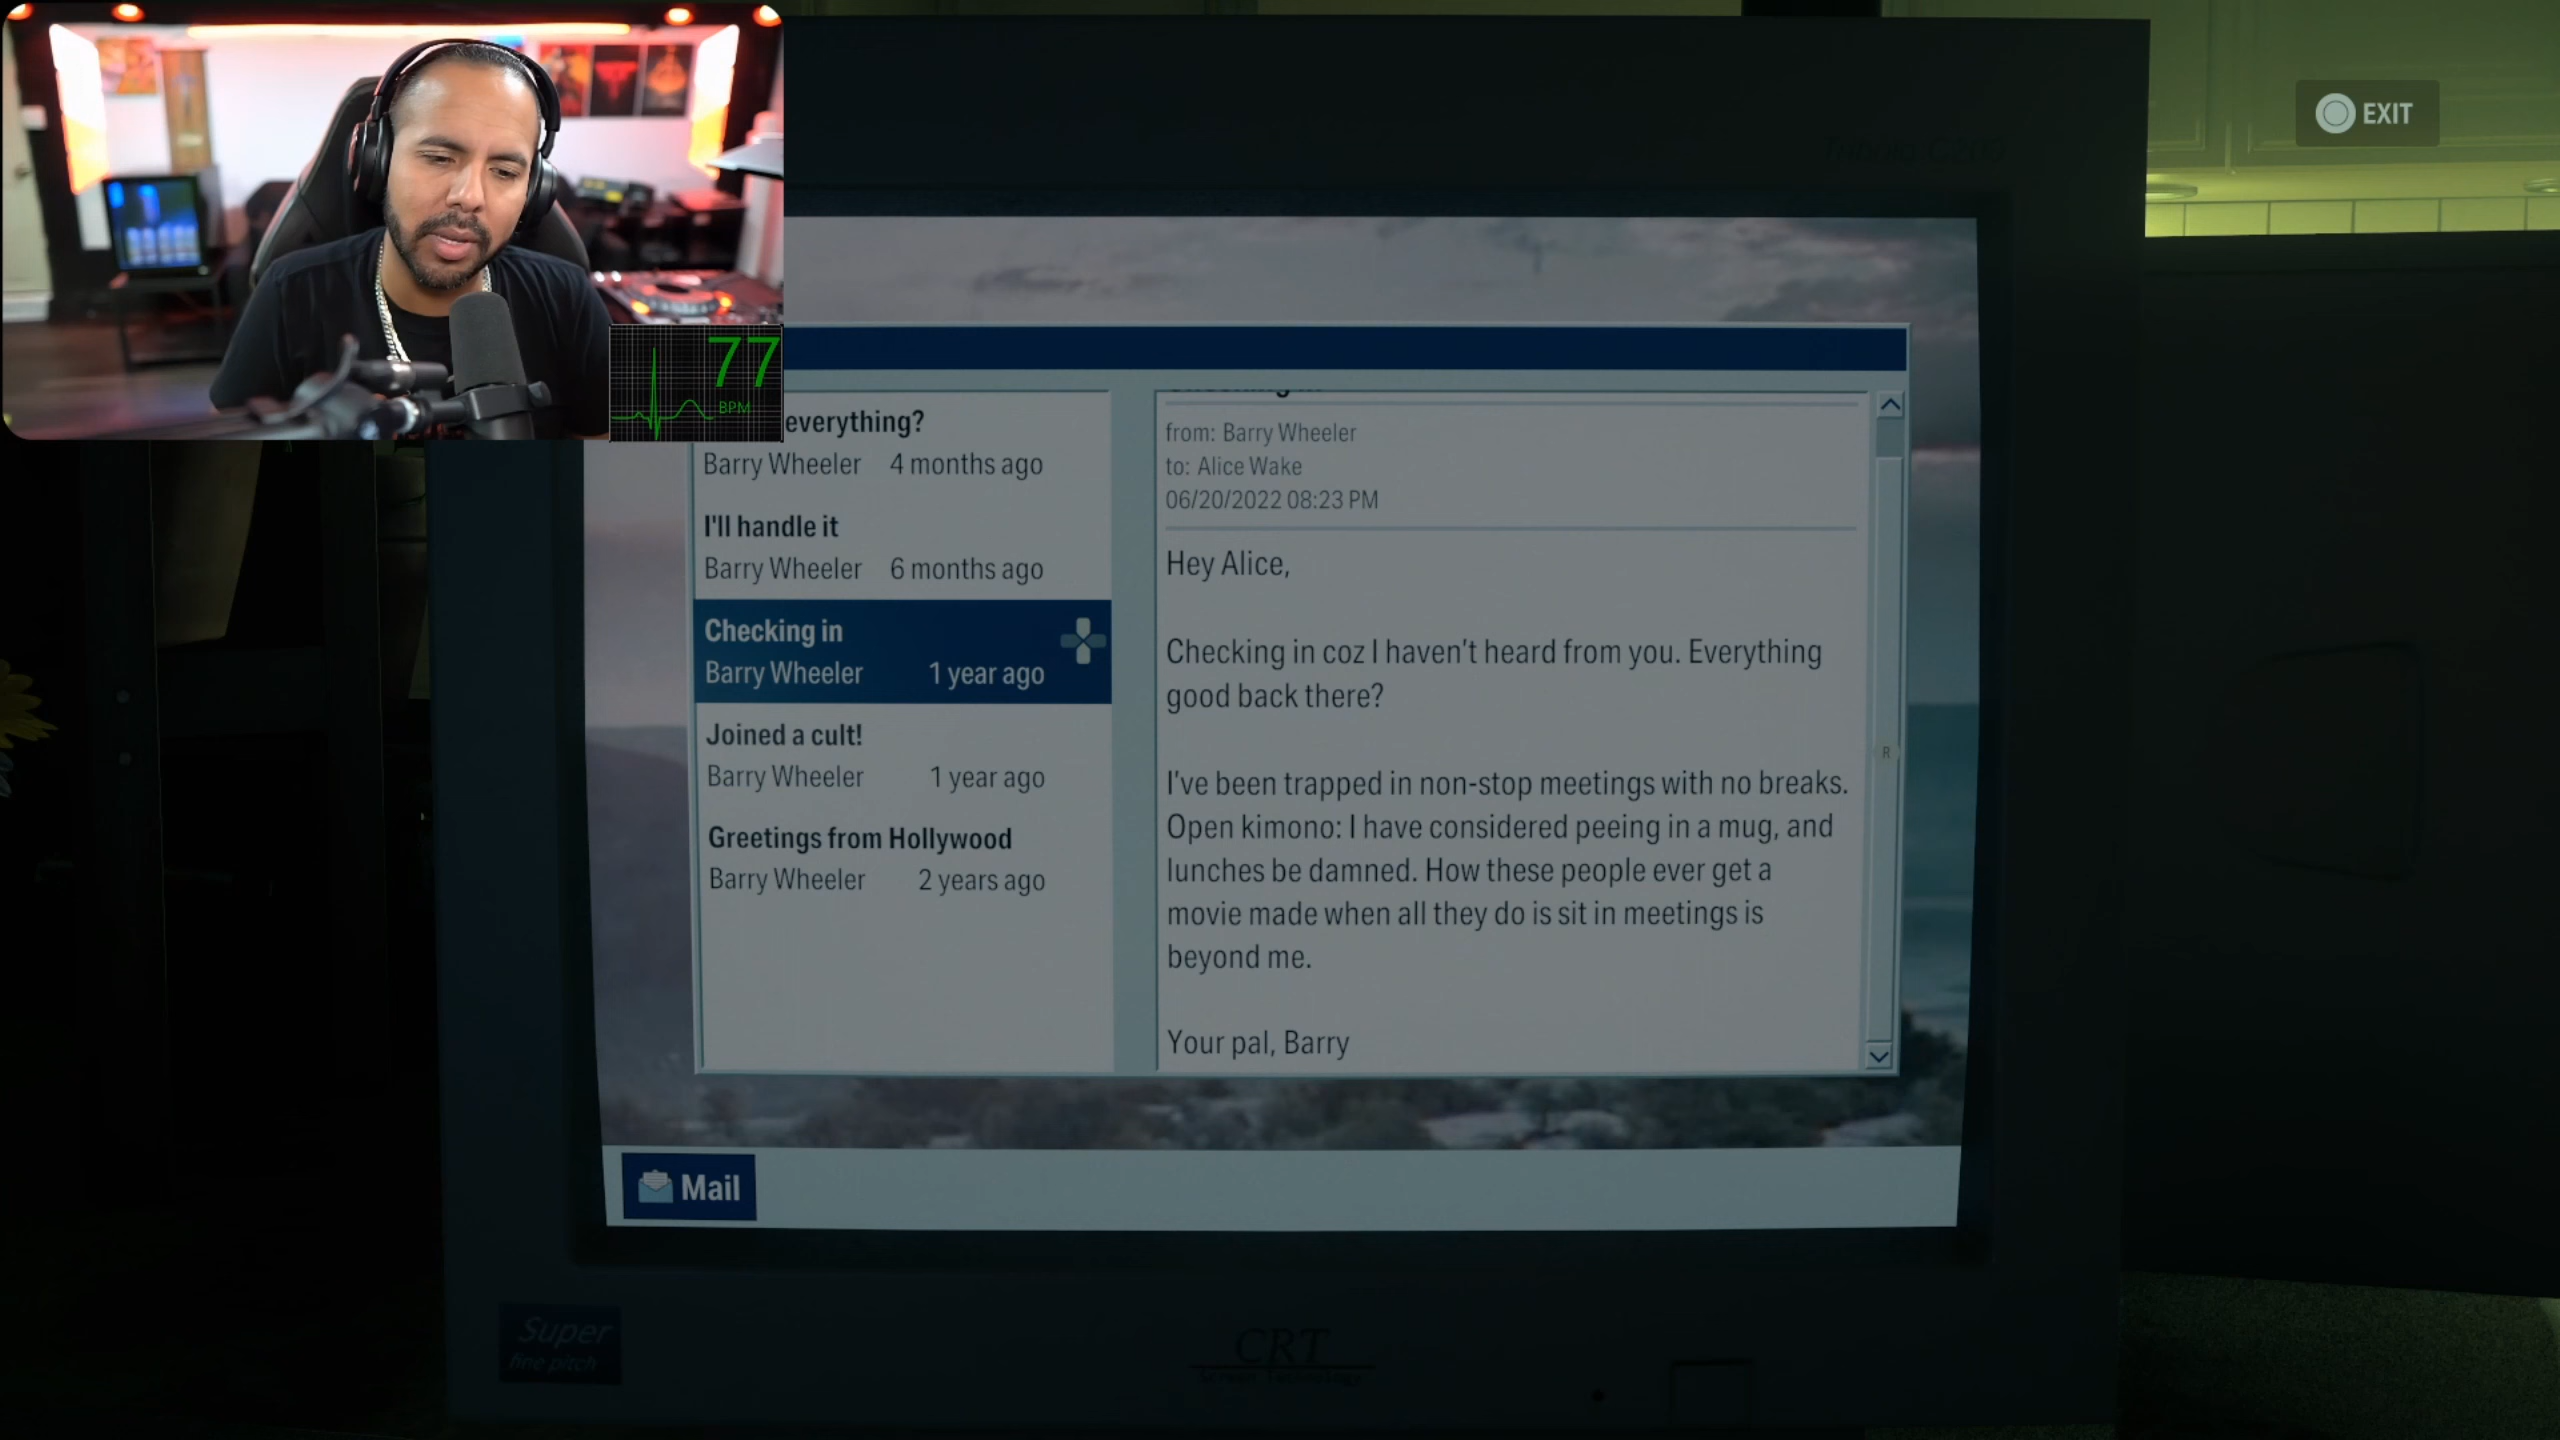 EXIT
77
BPM
everything?
Barry Wheeler 4 months ago
I'll handle it
Barry Wheeler 6 months ago
Checking in
Barry Wheeler 1 year ago
Joined a cult!
Barry Wheeler 1 year ago
Greetings from Hollywood
Barry Wheeler 2 years ago
from: Barry Wheeler
to: Alice Wake
06/20/2022 08:23 PM
Hey Alice,
Checking in coz I haven't heard from you. Everything
good back there?
I've been trapped in non-stop meetings with no breaks.
Open kimono: I have considered peeing in a mug, and
lunches be damned. How these people ever get a
movie made when all they do is sit in meetings is
beyond me.
Your pal, Barry
R
Mail
Super
fine pitch
CRT